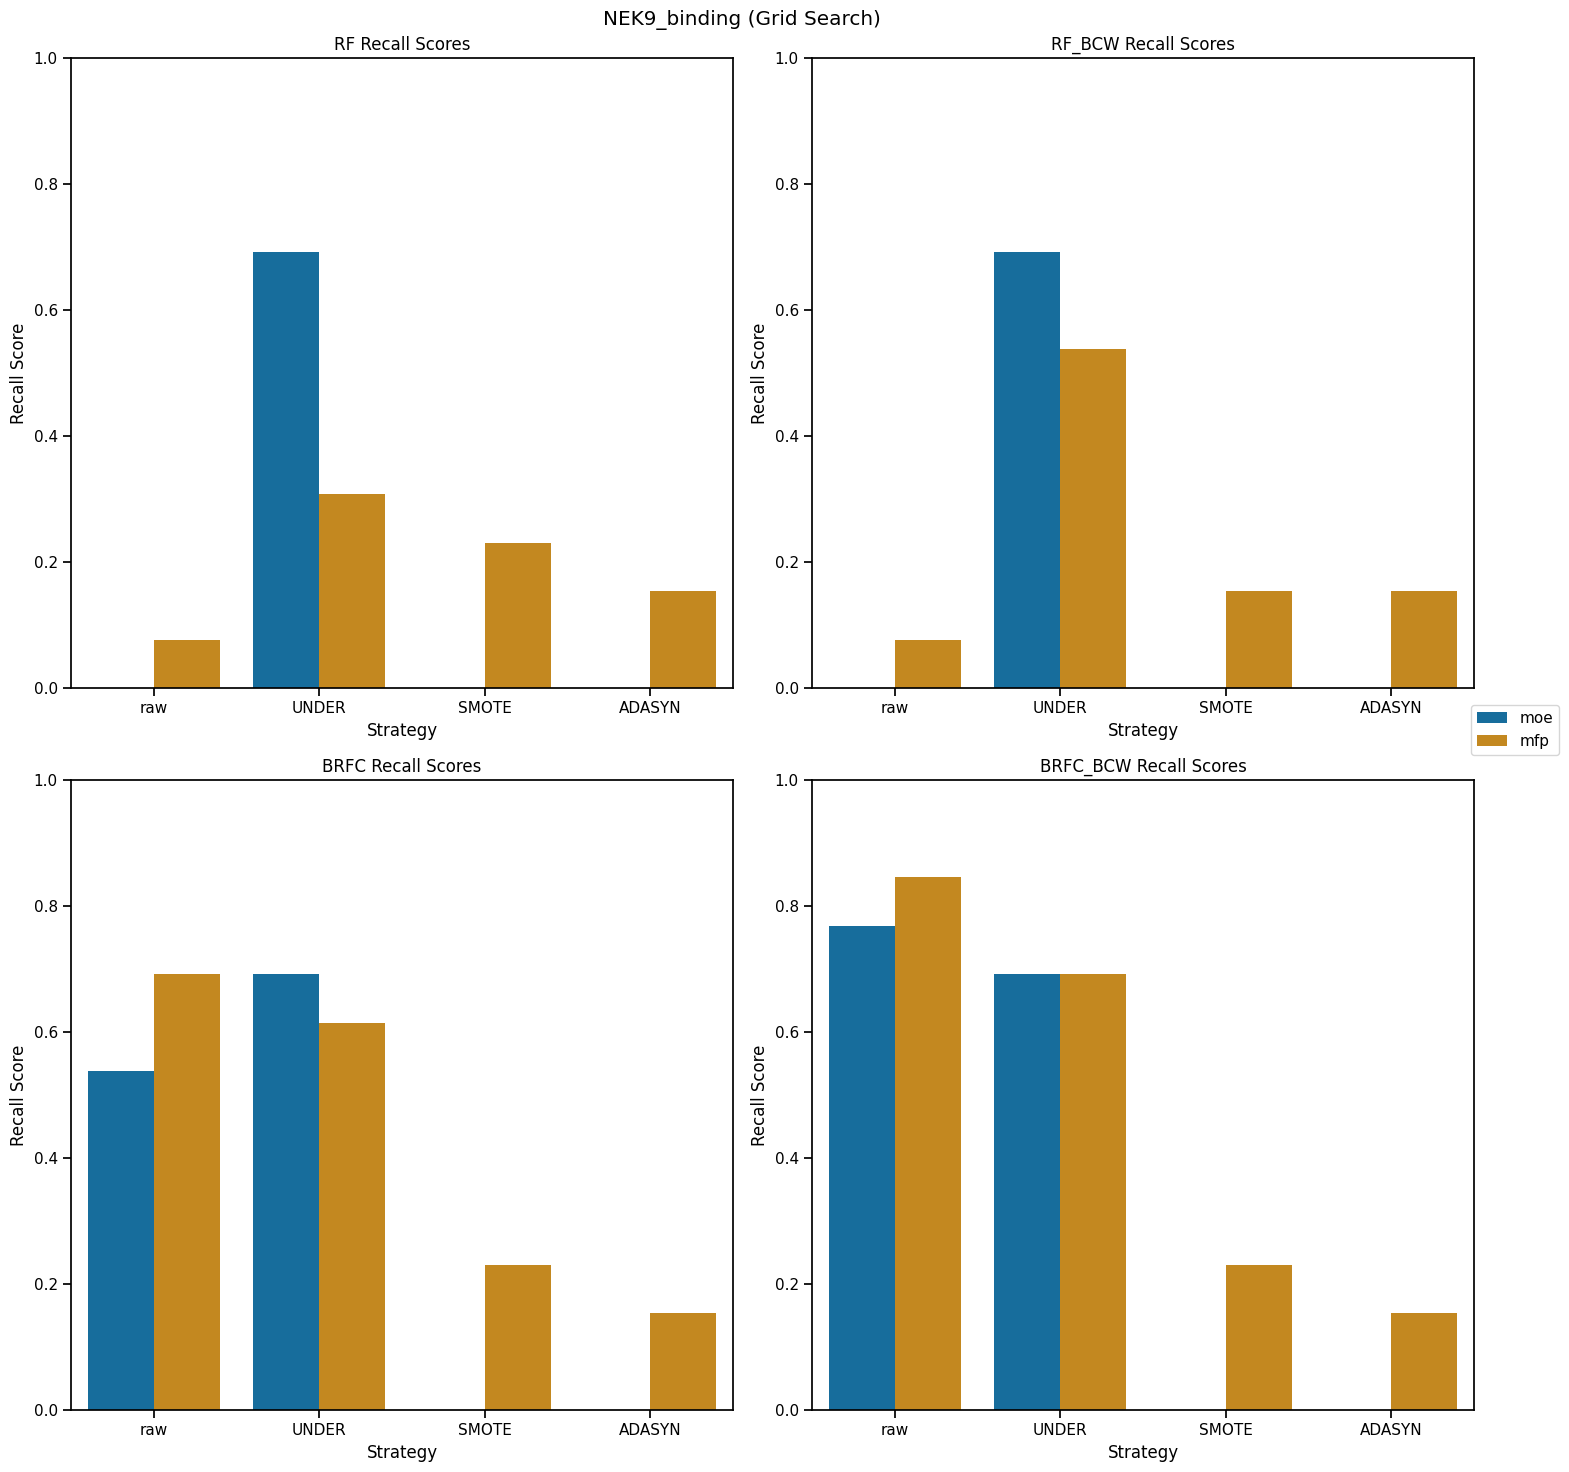 NEK9_binding (Grid Search)
RF Recall Scores
1.0
0.8
0.6
0.4
0.2
0.0
Recall Score
raw UNDER SMOTE ADASYN
Strategy
RF_BCW Recall Scores
1.0
0.8
0.6
0.4
0.2
0.0
Recall Score
raw UNDER SMOTE ADASYN
Strategy
moe
mfp
BRFC Recall Scores
1.0
0.8
0.6
0.4
0.2
0.0
Recall Score
raw UNDER SMOTE ADASYN
Strategy
BRFC_BCW Recall Scores
1.0
0.8
0.6
0.4
0.2
0.0
Recall Score
raw UNDER SMOTE ADASYN
Strategy